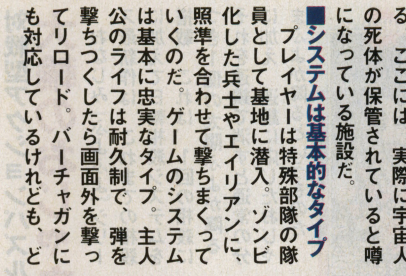 る。ここには、実際に宇宙人
の死体が保管されていると噂
になっている施設だ。
■システムは基本的なタイプ
プレイヤーは特殊部隊の隊
員として基地に潜入。ゾンビ
化した兵士やエイリアンに、
照準を合わせて撃ちまくって
いくのだ。ゲームのシステム
は基本に忠実なタイプ。主人
公のライフは耐久制で、弾を
撃ちつくしたら画面外を撃っ
てリロード。バーチャガンに
も対応しているけれども、ど